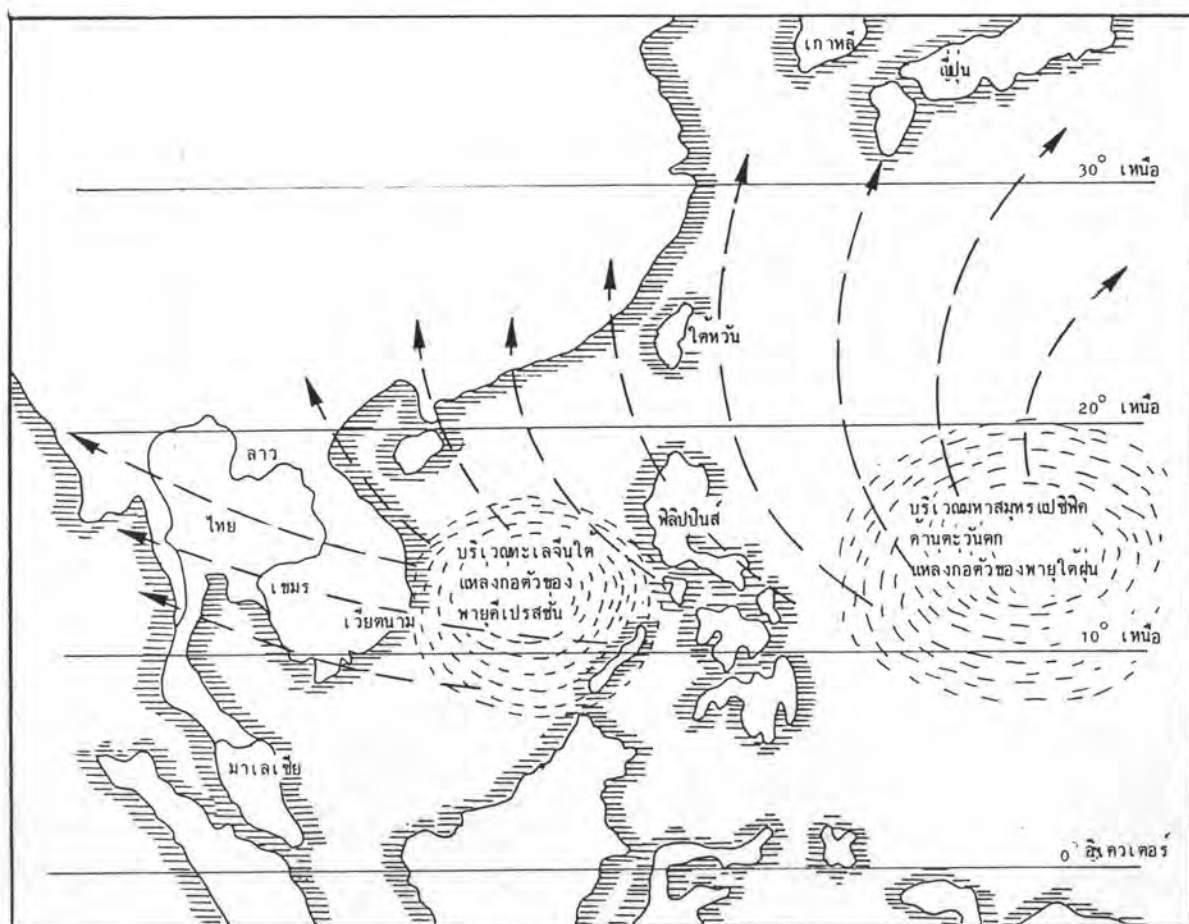 เกาหลี
ญี่ปุ่น
30° เหนือ
ใต้หวัน
20° เหนือ
ลาว
ไทย
ฟิลิปปินส์
บริเวณมหาสมุทรแปซิฟิค
ด้านตะวันตก
แหล่งกอตัวของพายุใต้ฝุ่น
บริเวณทะเลจีนใต้
แหลงกอตัวของ
พายุดีเปรสชั่น
เขมร
เวียตนาม
10° เหนือ
มาเลเซีย
0° อิเควเตอร์